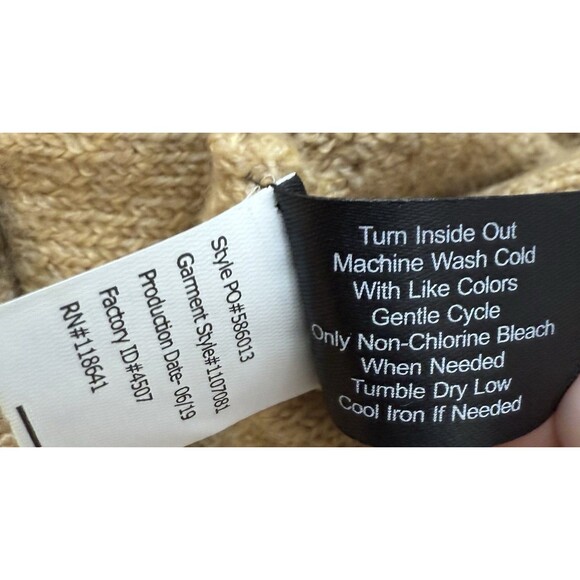 Style PO#586013
Garment Style#1107081
Production Date- 06/19
Factory ID#4507
RN#118641
Turn Inside Out
Machine Wash Cold
With Like Colors
Gentle Cycle
Only Non-Chlorine Bleach
When Needed
Tumble Dry Low
Cool Iron If Needed